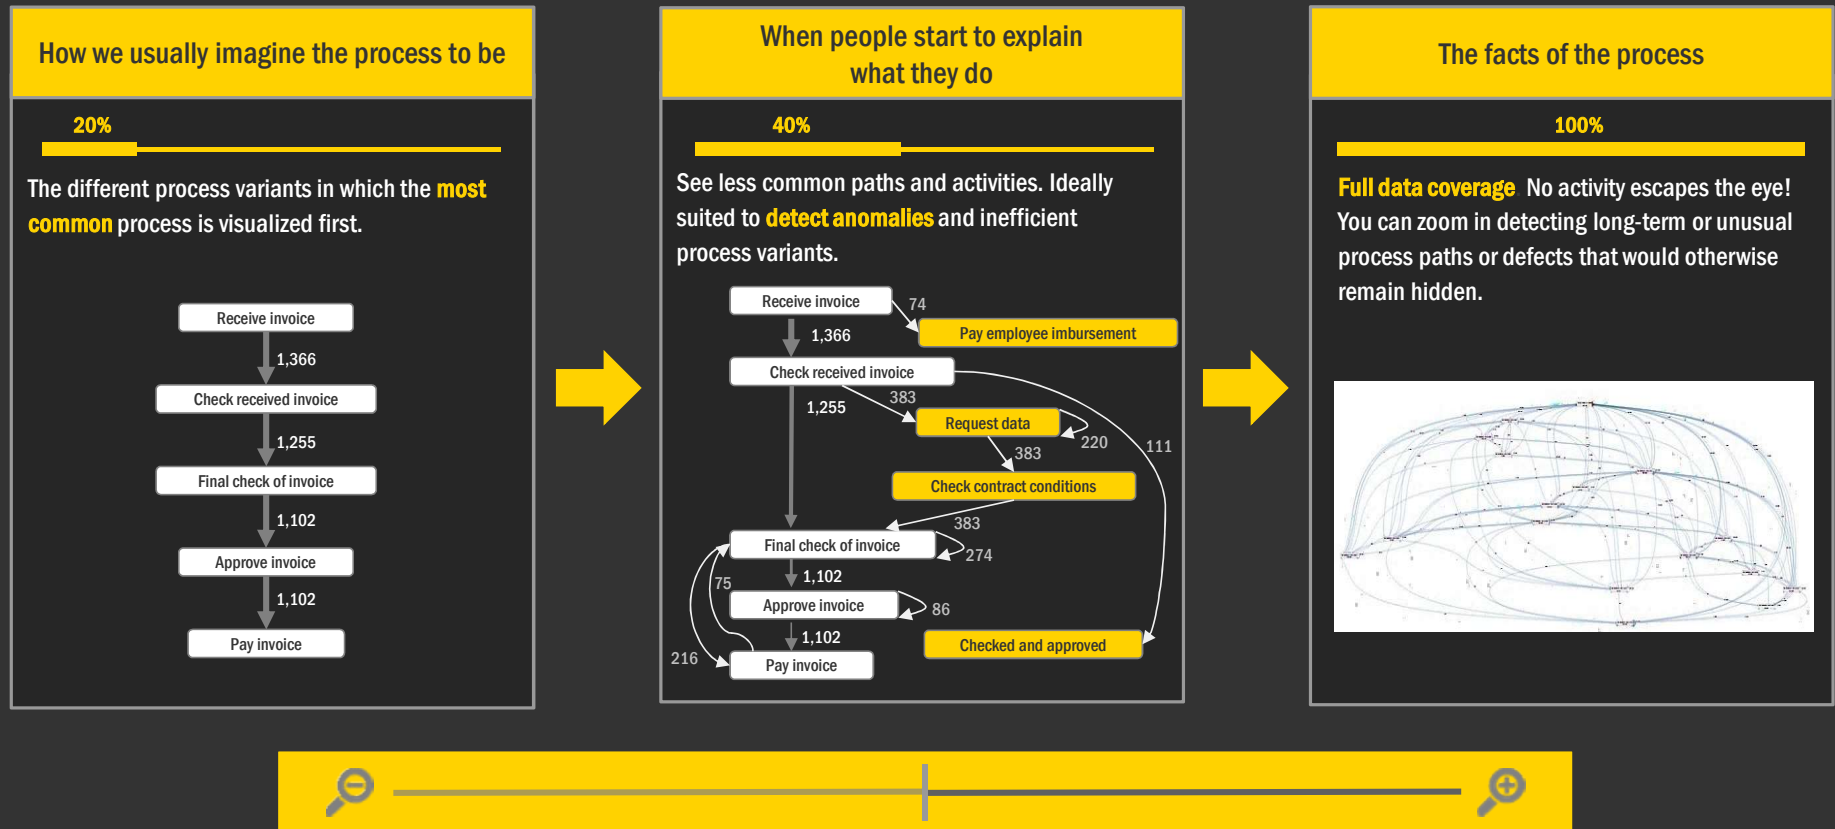 How we usually imagine the process to be
20%
The different process variants in which the most
common process is visualized first.
Receive invoice
1,366
Check received invoice
1,255
Final check of invoice
1,102
Approve invoice
1,102
Pay invoice
When people start to explain
what they do
40%
See less common paths and activities. Ideally
suited to detect anomalies and inefficient
process variants.
Receive invoice
74
Pay employee imbursement
1,366
Check received invoice
383
1,255
Request data
220
111
383
Check contract conditions
383
Final check of invoice
274
1,102
75
Approve invoice
86
1,102
Checked and approved
216
Pay invoice
The facts of the process
100%
Full data coverage. No activity escapes the eye!
You can zoom in detecting long-term or unusual
process paths or defects that would otherwise
remain hidden.